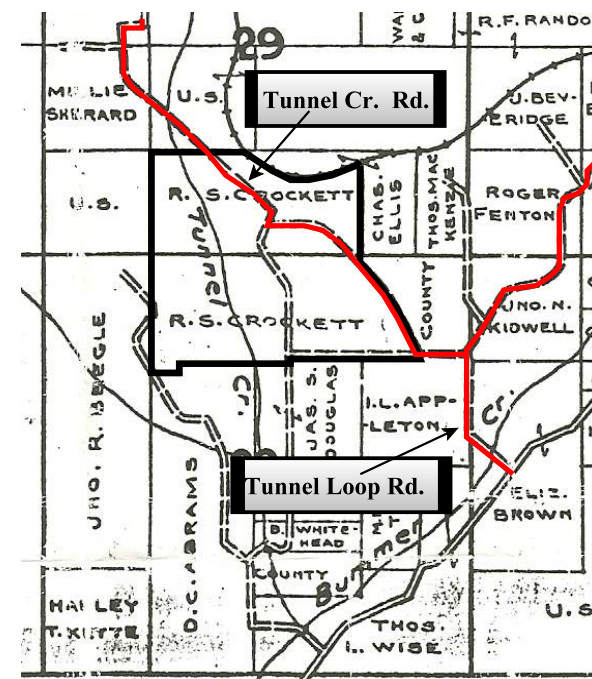 R.F. RANDO
29
MILLIE
SHERARD
U.S.
Tunnel Cr. Rd.
J. BEV-
ERIDGE
U.S.
R. S. CROCKETT
CHAS.
ELLIS
THOS. MAC
KENZIE
ROGER
FENTON
TUNNEL
R.S. CROCKETT
COUNTY
JNO. N.
KIDWELL
JNO. R. BEEGLE
Cr.
JAS. S.
DOUGLAS
I.L. APP-
LETON
Cr.
Tunnel Loop Rd.
ELIZ.
BROWN
D.C. ABRAMS
B. WHITE-
HEAD
COUNTY
Burmer
HALLEY
THOS.
L. WISE
U.S